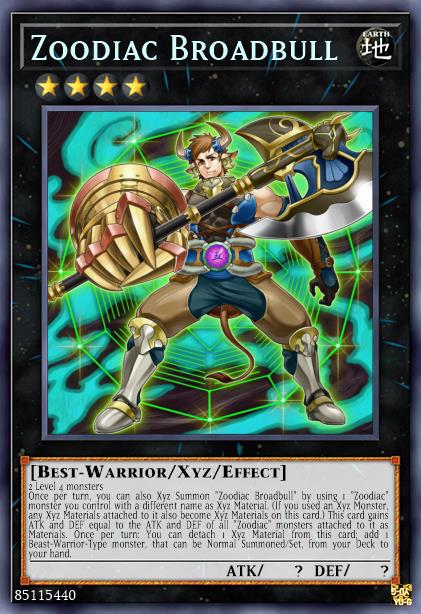 Zoodiac Broadbull
EARTH
地
[Best-Warrior/Xyz/Effect]
2 Level 4 monsters
Once per turn, you can also Xyz Summon "Zoodiac Broadbull" by using 1 "Zoodiac"
monster you control with a different name as Xyz Material. (If you used an Xyz Monster,
any Xyz Materials attached to it also become Xyz Materials on this card.) This card gains
ATK and DEF equal to the ATK and DEF of all "Zoodiac" monsters attached to it as
Materials. Once per turn: You can detach 1 Xyz Material from this card; add 1
Beast-Warrior-Type monster, that can be Normal Summoned/Set, from your Deck to
your hand.
ATK/ ? DEF/ ?
85115440